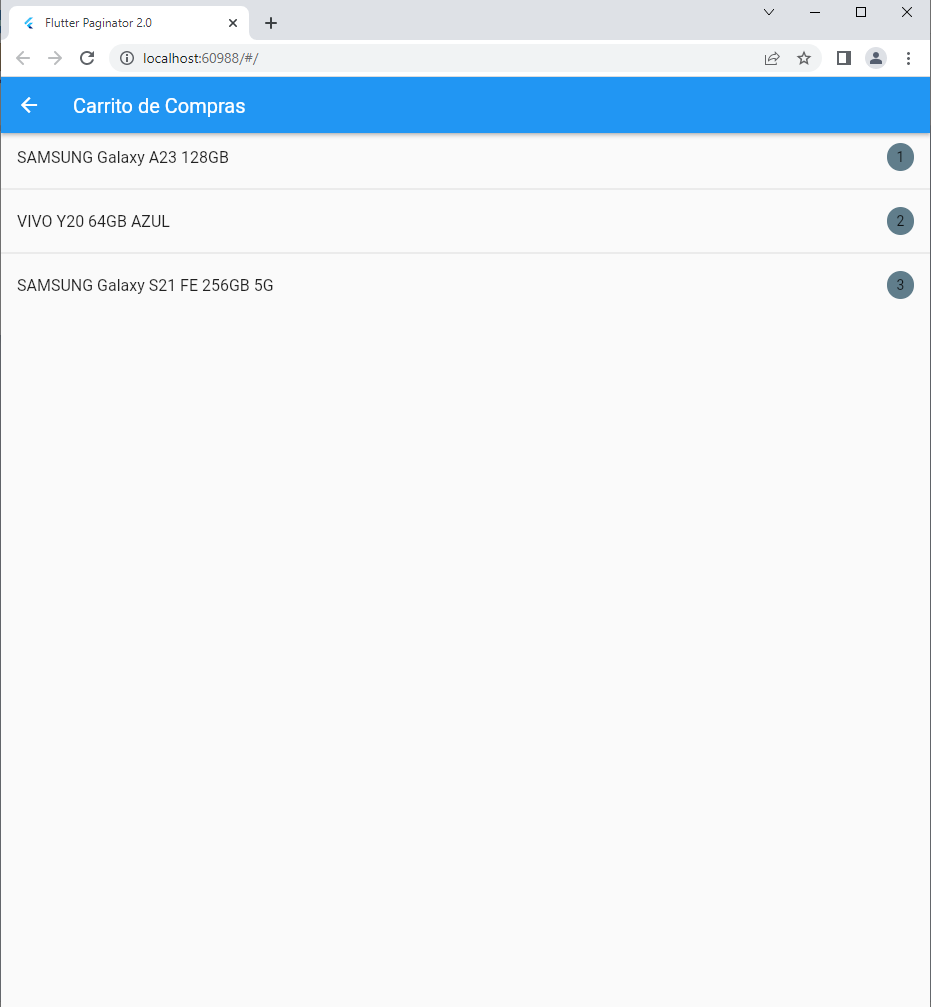 Flutter Paginator 2.0
localhost:60988/#/
Carrito de Compras
SAMSUNG Galaxy A23 128GB 1
VIVO Y20 64GB AZUL 2
SAMSUNG Galaxy S21 FE 256GB 5G 3